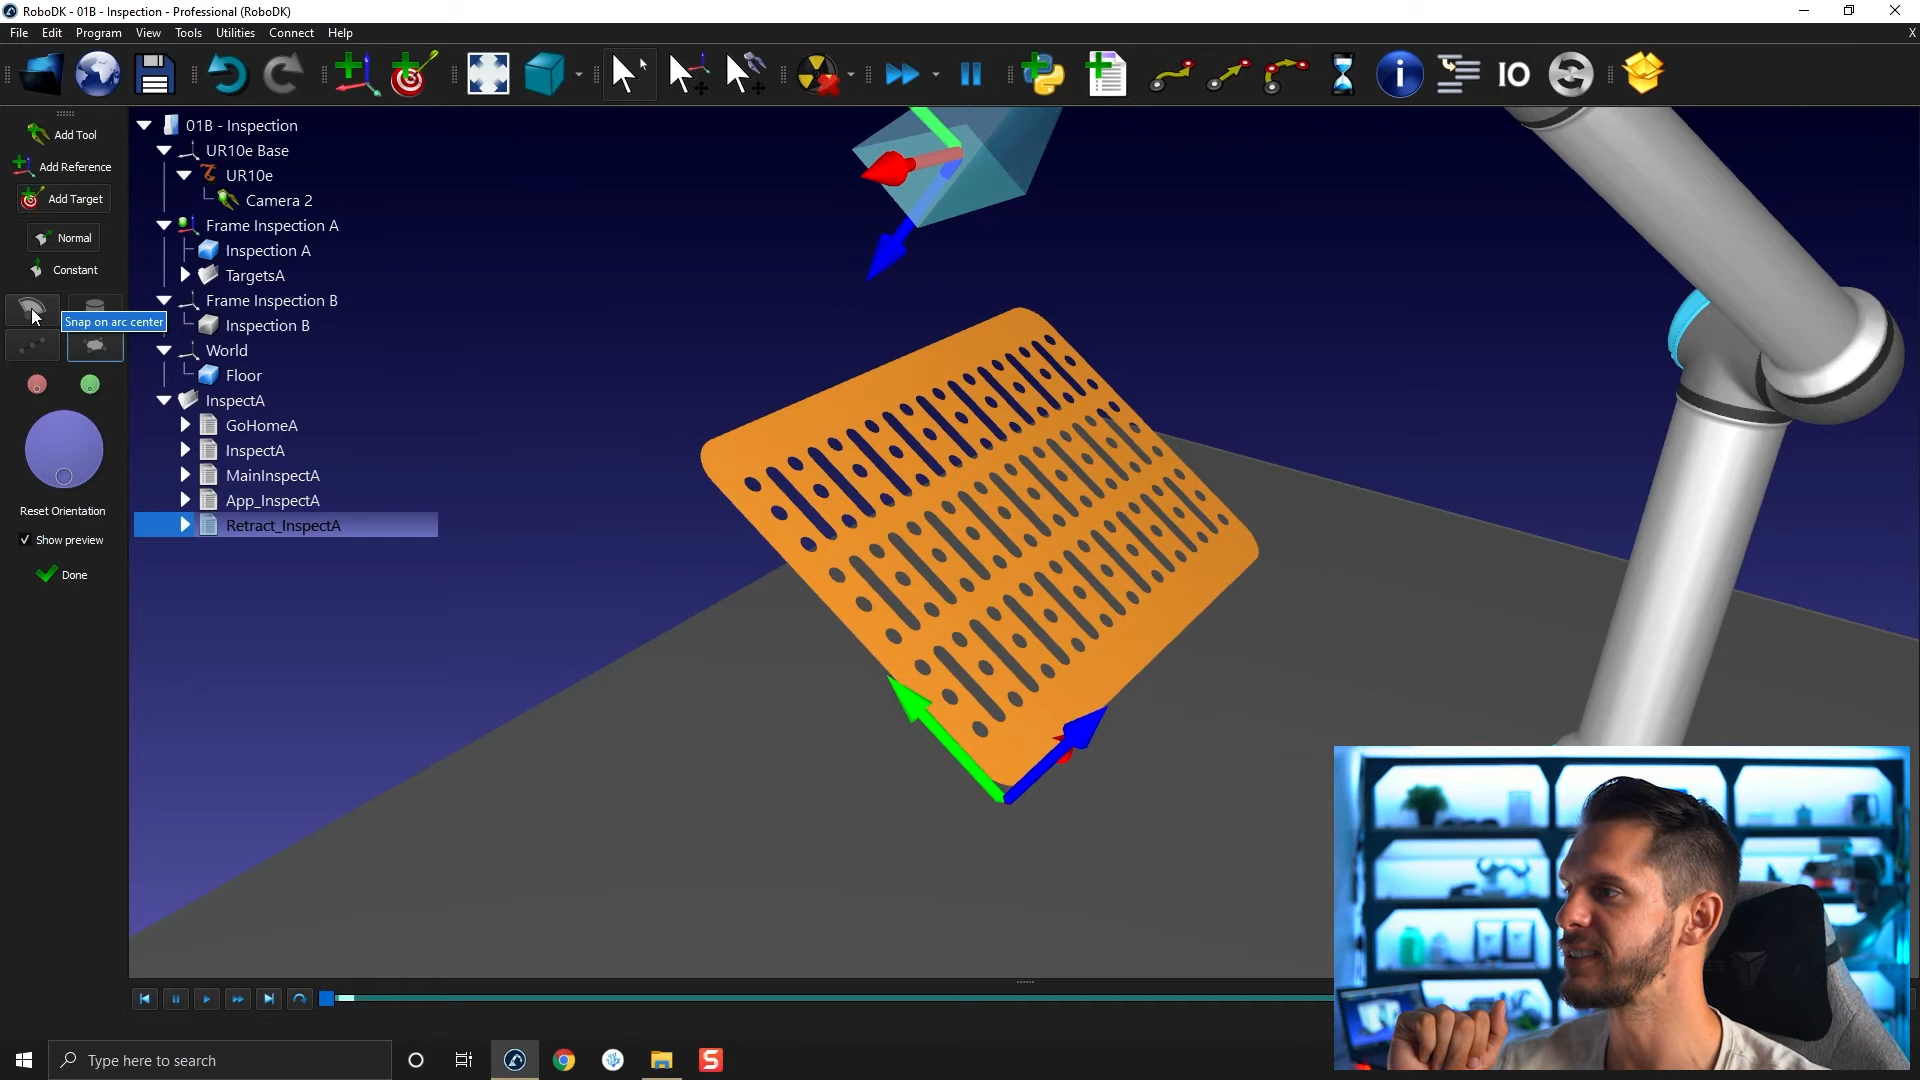 RoboDK - 01B - Inspection - Professional (RoboDK)
File Edit Program View Tools Utilities Connect Help
X
IO
Add Tool
Add Reference
Add Target
Normal
Constant
Snap on arc center
Reset Orientation
Show preview
Done
01B - Inspection
UR10e Base
UR10e
Camera 2
Frame Inspection A
Inspection A
TargetsA
Frame Inspection B
Inspection B
World
Floor
InspectA
GoHomeA
InspectA
MainInspectA
App_InspectA
Retract_InspectA
Type here to search